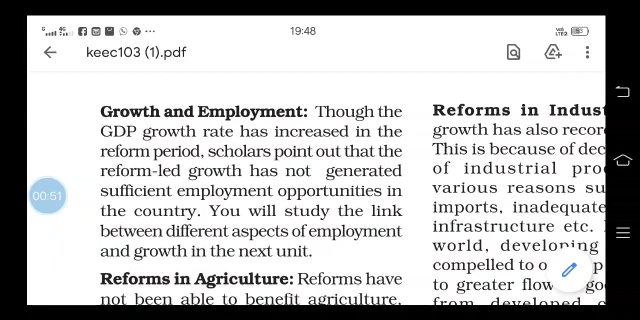 19:48
keec103 (1).pdf
Growth and Employment: Though the
GDP growth rate has increased in the
reform period, scholars point out that the
reform-led growth has not generated
sufficient employment opportunities in
the country. You will study the link
between different aspects of employment
and growth in the next unit.
Reforms in Agriculture: Reforms have
not been able to benefit agriculture,
Reforms in Indust
growth has also recor
This is because of dec
of industrial pro
various reasons su
imports, inadequate
infrastructure etc.
world, developing
compelled to o p
to greater flow go
from developed c
00:51